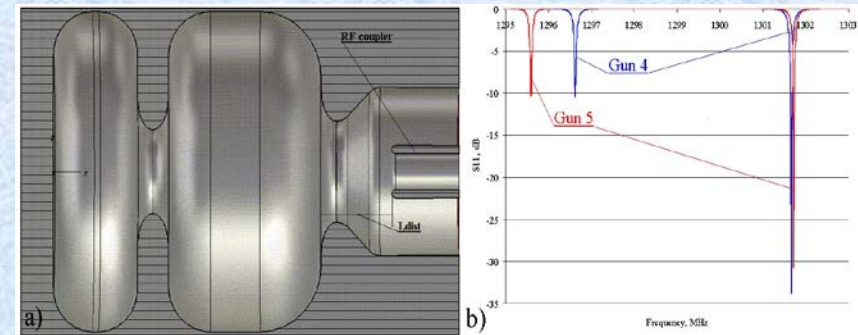 RF coupler
z
Ldist
a)
1295 1296 1297 1298 1299 1300 1301 1302 1303
0
-5
-10
-15
-20
-25
-30
-35
Gun 4
Gun 5
S11, dB
Frequency, MHz
b)